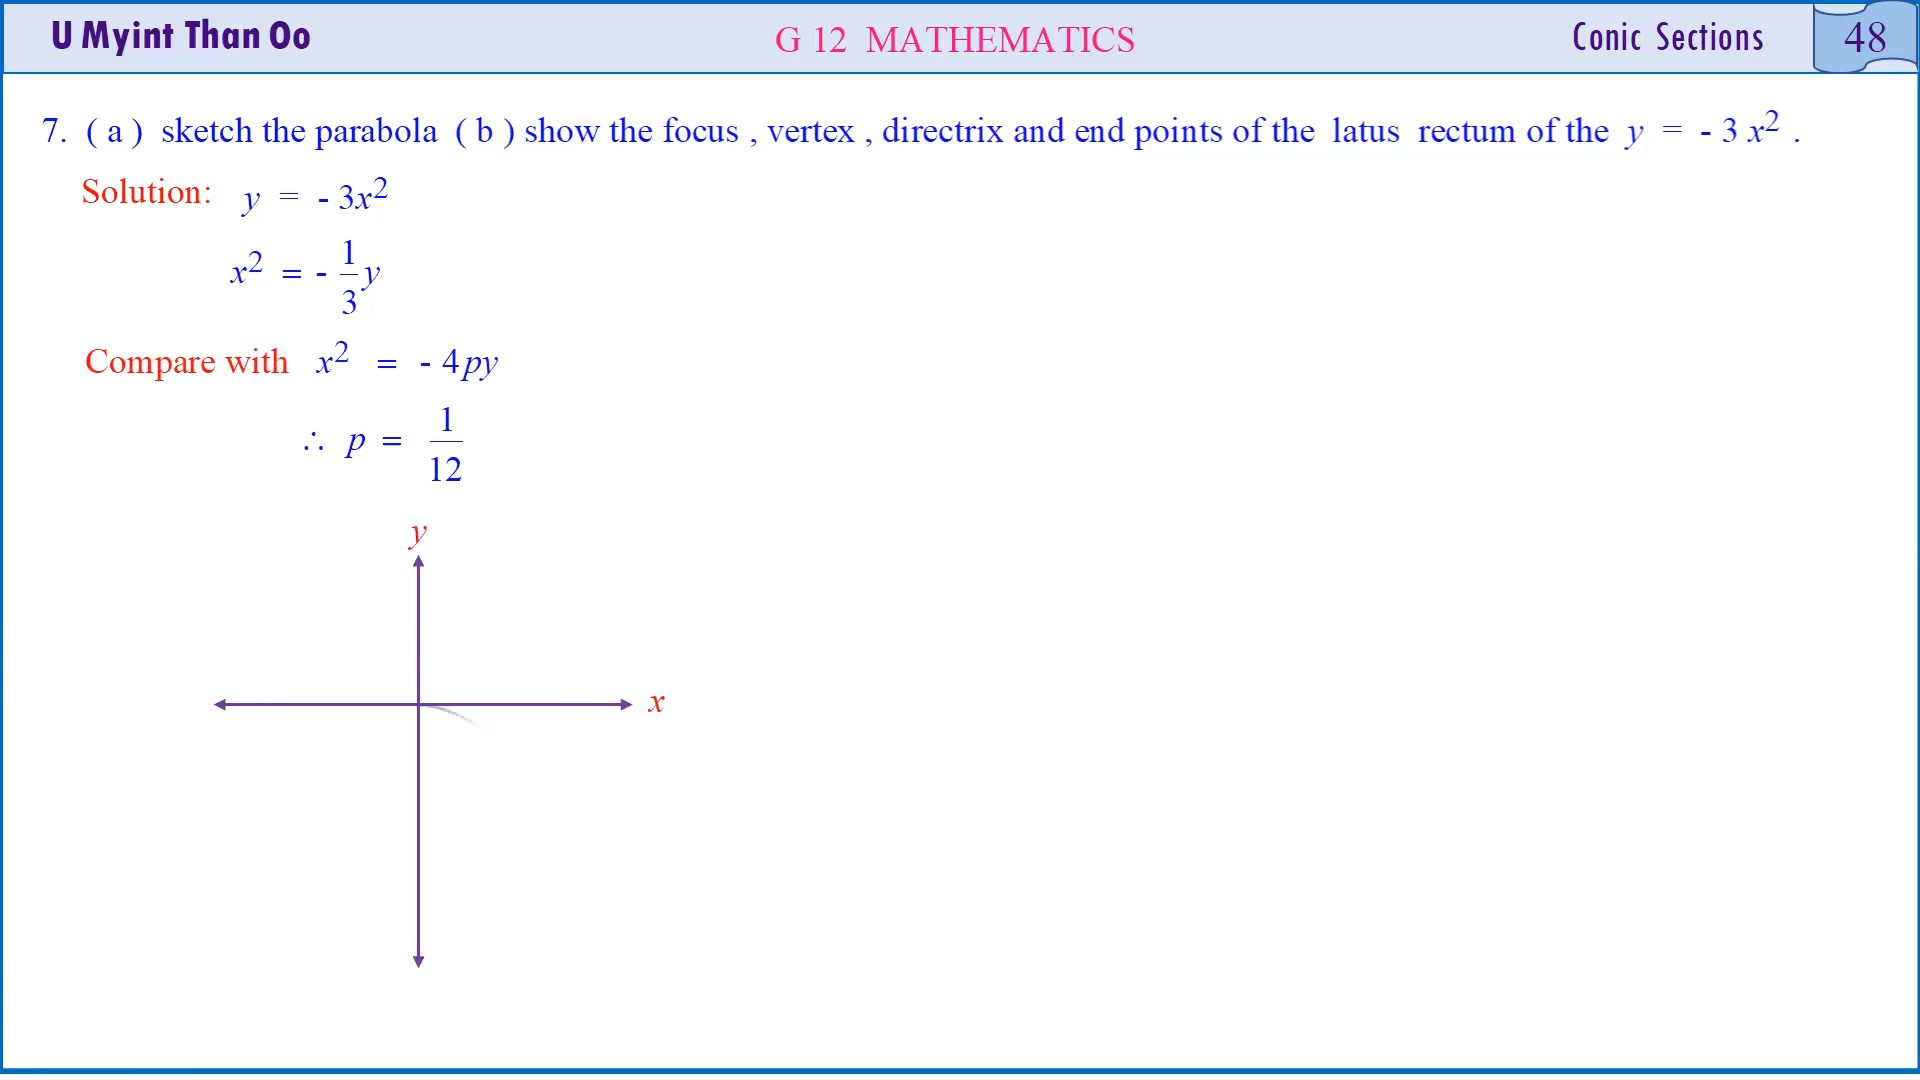 U Myint Than Oo G 12 MATHEMATICS Conic Sections 48
7. ( a ) sketch the parabola ( b ) show the focus , vertex , directrix and end points of the latus rectum of the y = - 3 x² .
Solution: y = - 3x²
x² = - 1/3 y
Compare with x² = - 4py
∴ p = 1/12
y
x